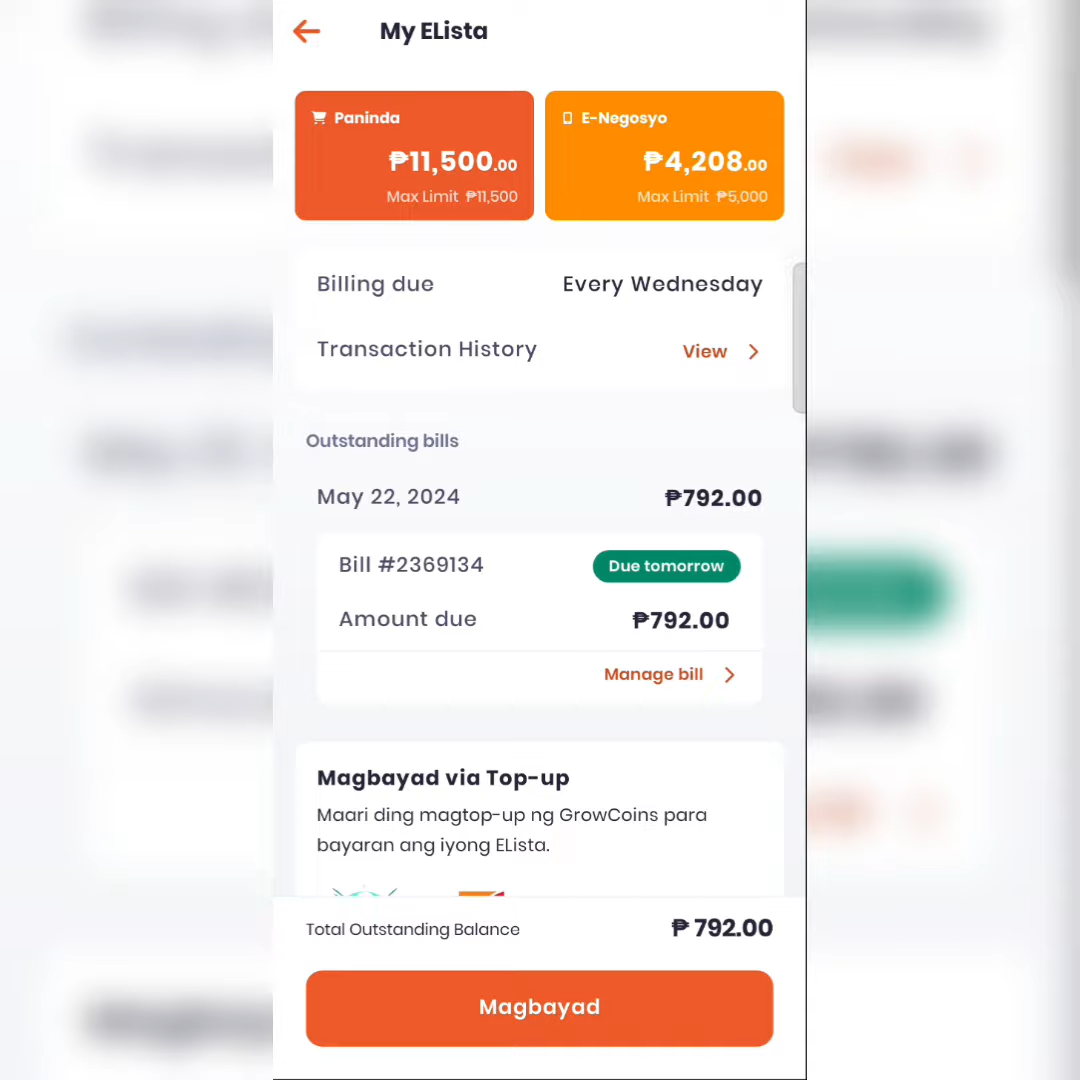 My ELista
Paninda
₱11,500.00
Max Limit ₱11,500
E-Negosyo
₱4,208.00
Max Limit ₱5,000
Billing due Every Wednesday
Transaction History View
Outstanding bills
May 22, 2024 ₱792.00
Bill #2369134 Due tomorrow
Amount due ₱792.00
Manage bill
Magbayad via Top-up
Maari ding magtop-up ng GrowCoins para
bayaran ang iyong ELista.
Total Outstanding Balance ₱ 792.00
Magbayad